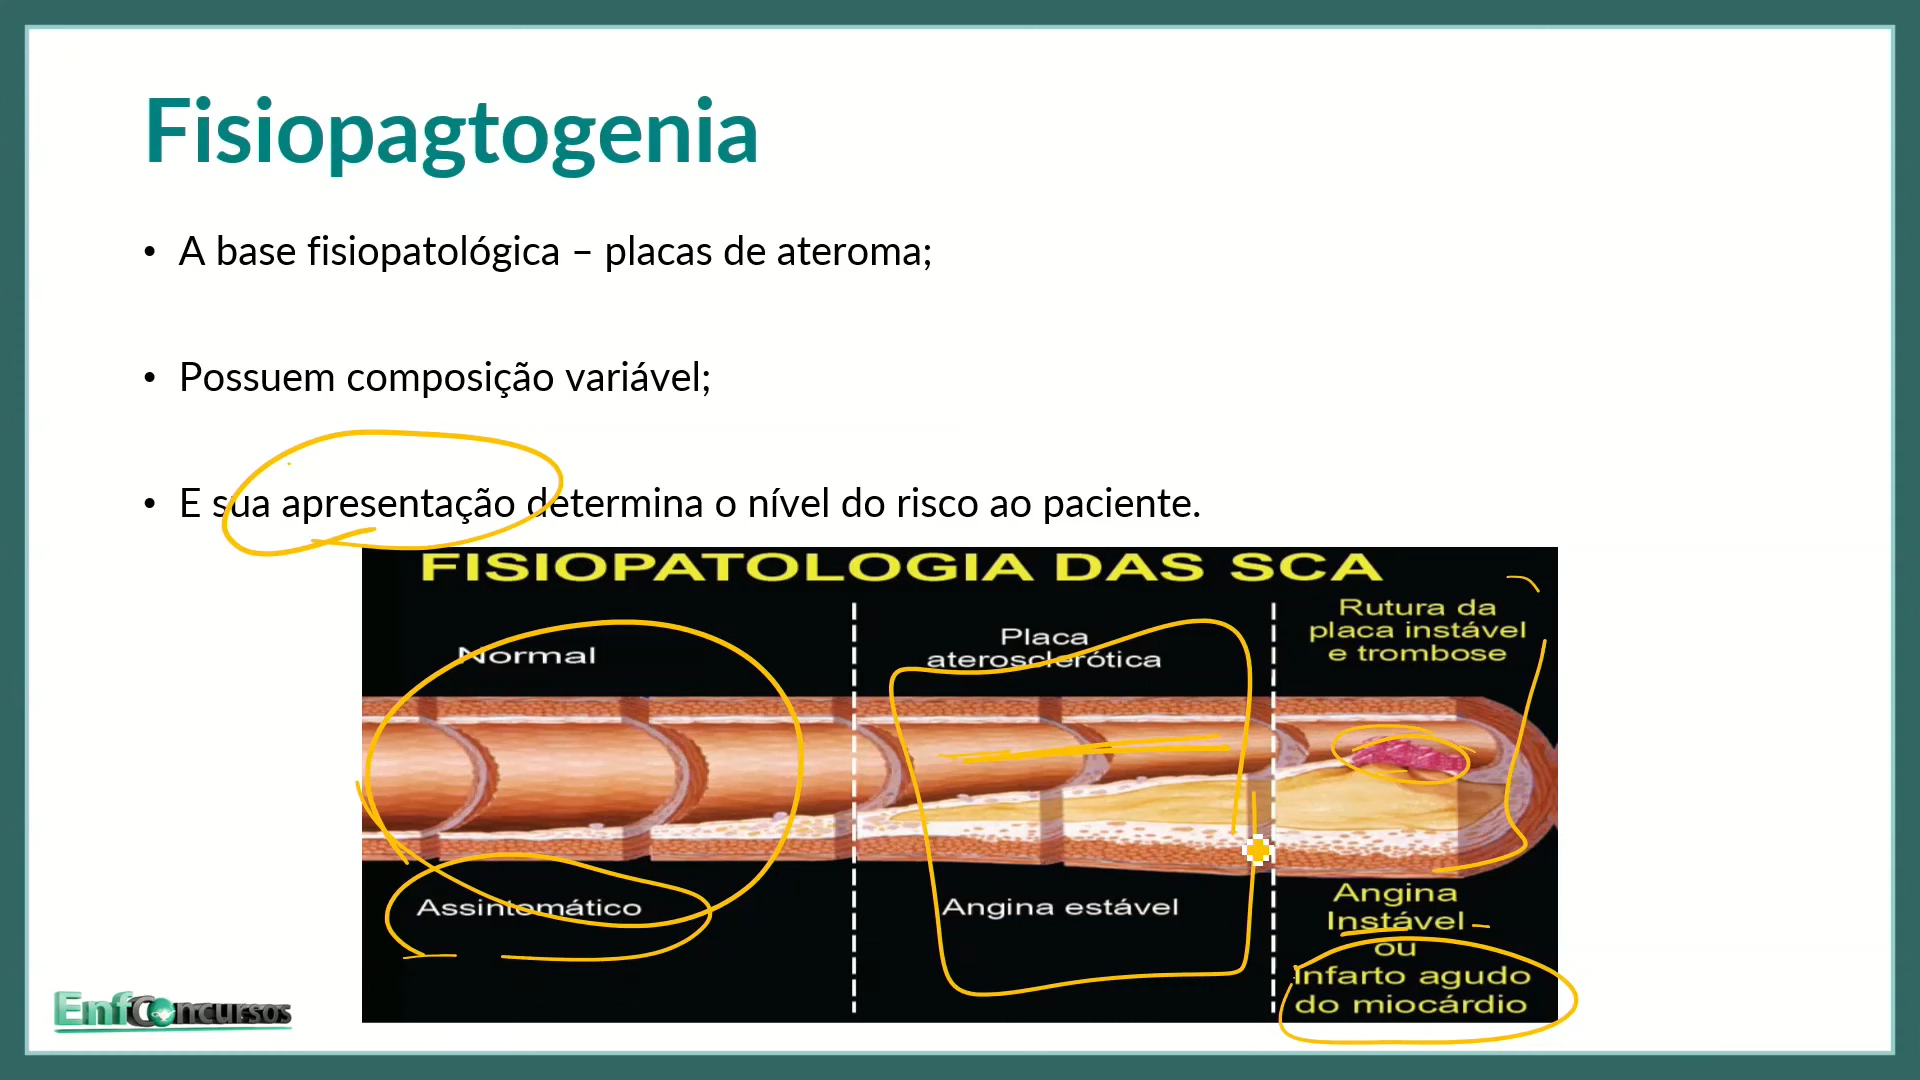 Fisiopagtogenia
• A base fisiopatológica – placas de ateroma;
• Possuem composição variável;
• E sua apresentação determina o nível do risco ao paciente.
FISIOPATOLOGIA DAS SCA
Normal
Placa
aterosclerótica
Rutura da
placa instável
e trombose
Assintomático
Angina estável
Angina
Instável
ou
Infarto agudo
do miocárdio
EnfConcursos